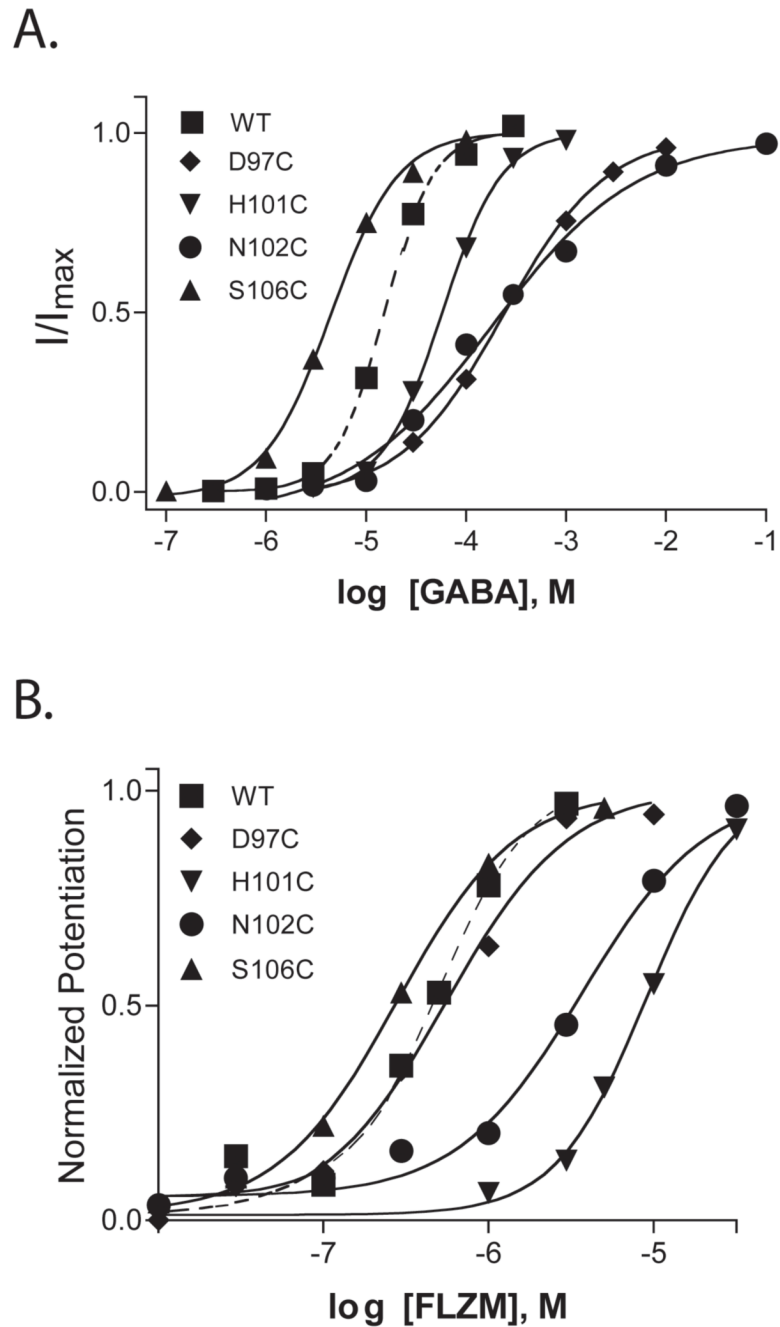 A.
WT
D97C
H101C
N102C
S106C
I/Imax
1.0
0.5
0.0
-7 -6 -5 -4 -3 -2 -1
log [GABA], M
B.
WT
D97C
H101C
N102C
S106C
Normalized Potentiation
1.0
0.5
0.0
-7 -6 -5
log [FLZM], M